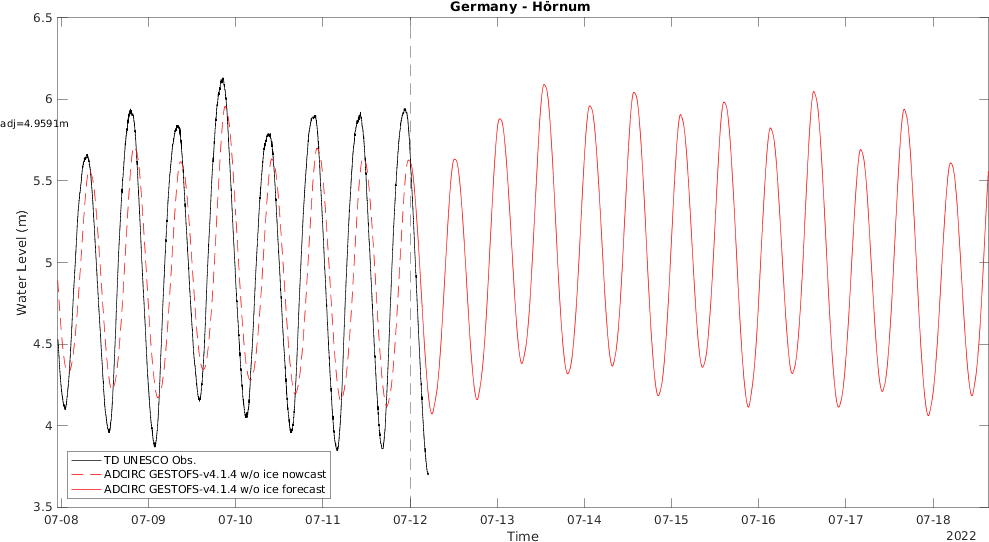 Germany - Hörnum
6.5
6
adj=4.9591m
5.5
5
4.5
4
3.5
Water Level (m)
TD UNESCO Obs.
ADCIRC GESTOFS-v4.1.4 w/o ice nowcast
ADCIRC GESTOFS-v4.1.4 w/o ice forecast
07-08 07-09 07-10 07-11 07-12 07-13 07-14 07-15 07-16 07-17 07-18
Time
2022